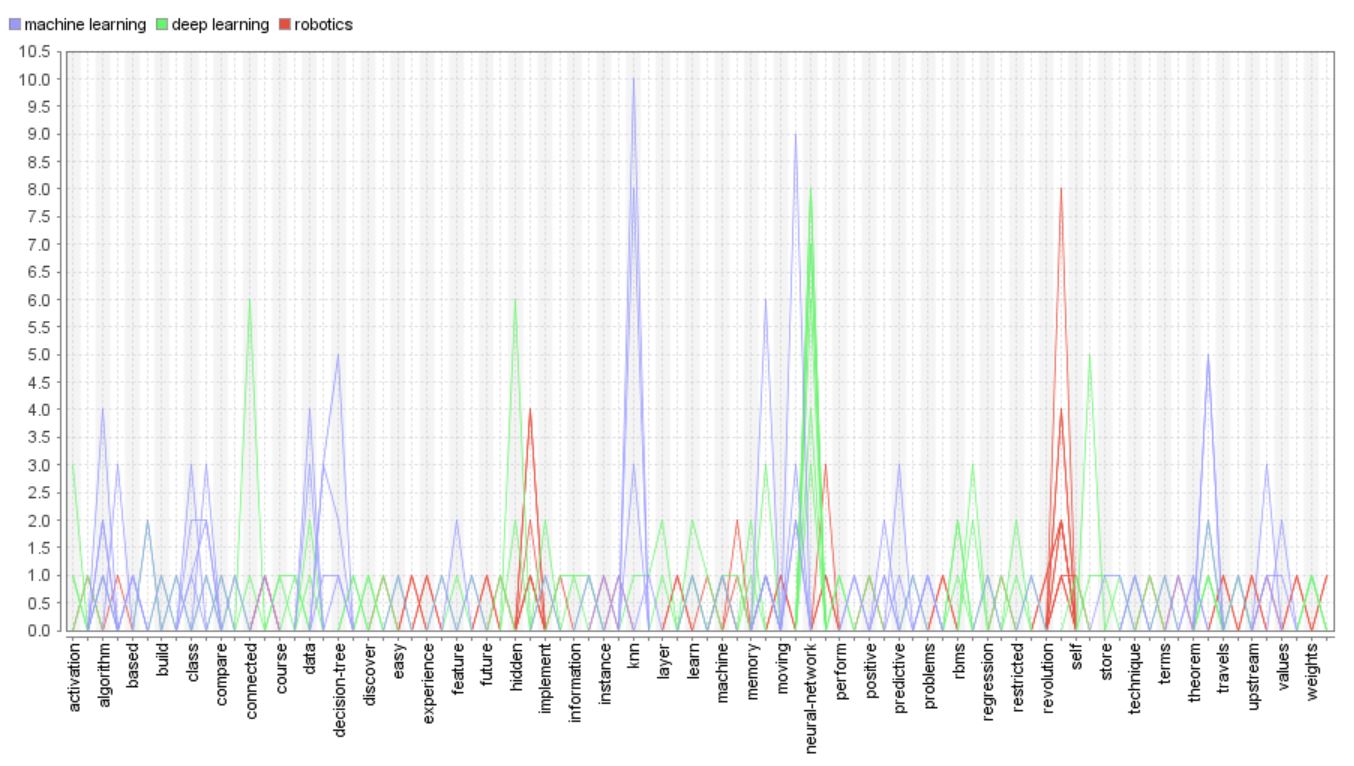 machine learning deep learning robotics
10.5
10.0
9.5
9.0
8.5
8.0
7.5
7.0
6.5
6.0
5.5
5.0
4.5
4.0
3.5
3.0
2.5
2.0
1.5
1.0
0.5
0.0
activation
algorithm
based
build
class
compare
connected
course
data
decision-tree
discover
easy
experience
feature
future
hidden
implement
information
instance
knn
layer
learn
machine
memory
moving
neural-network
perform
positive
predictive
problems
rbms
regression
restricted
revolution
self
store
technique
terms
theorem
travels
upstream
values
weights